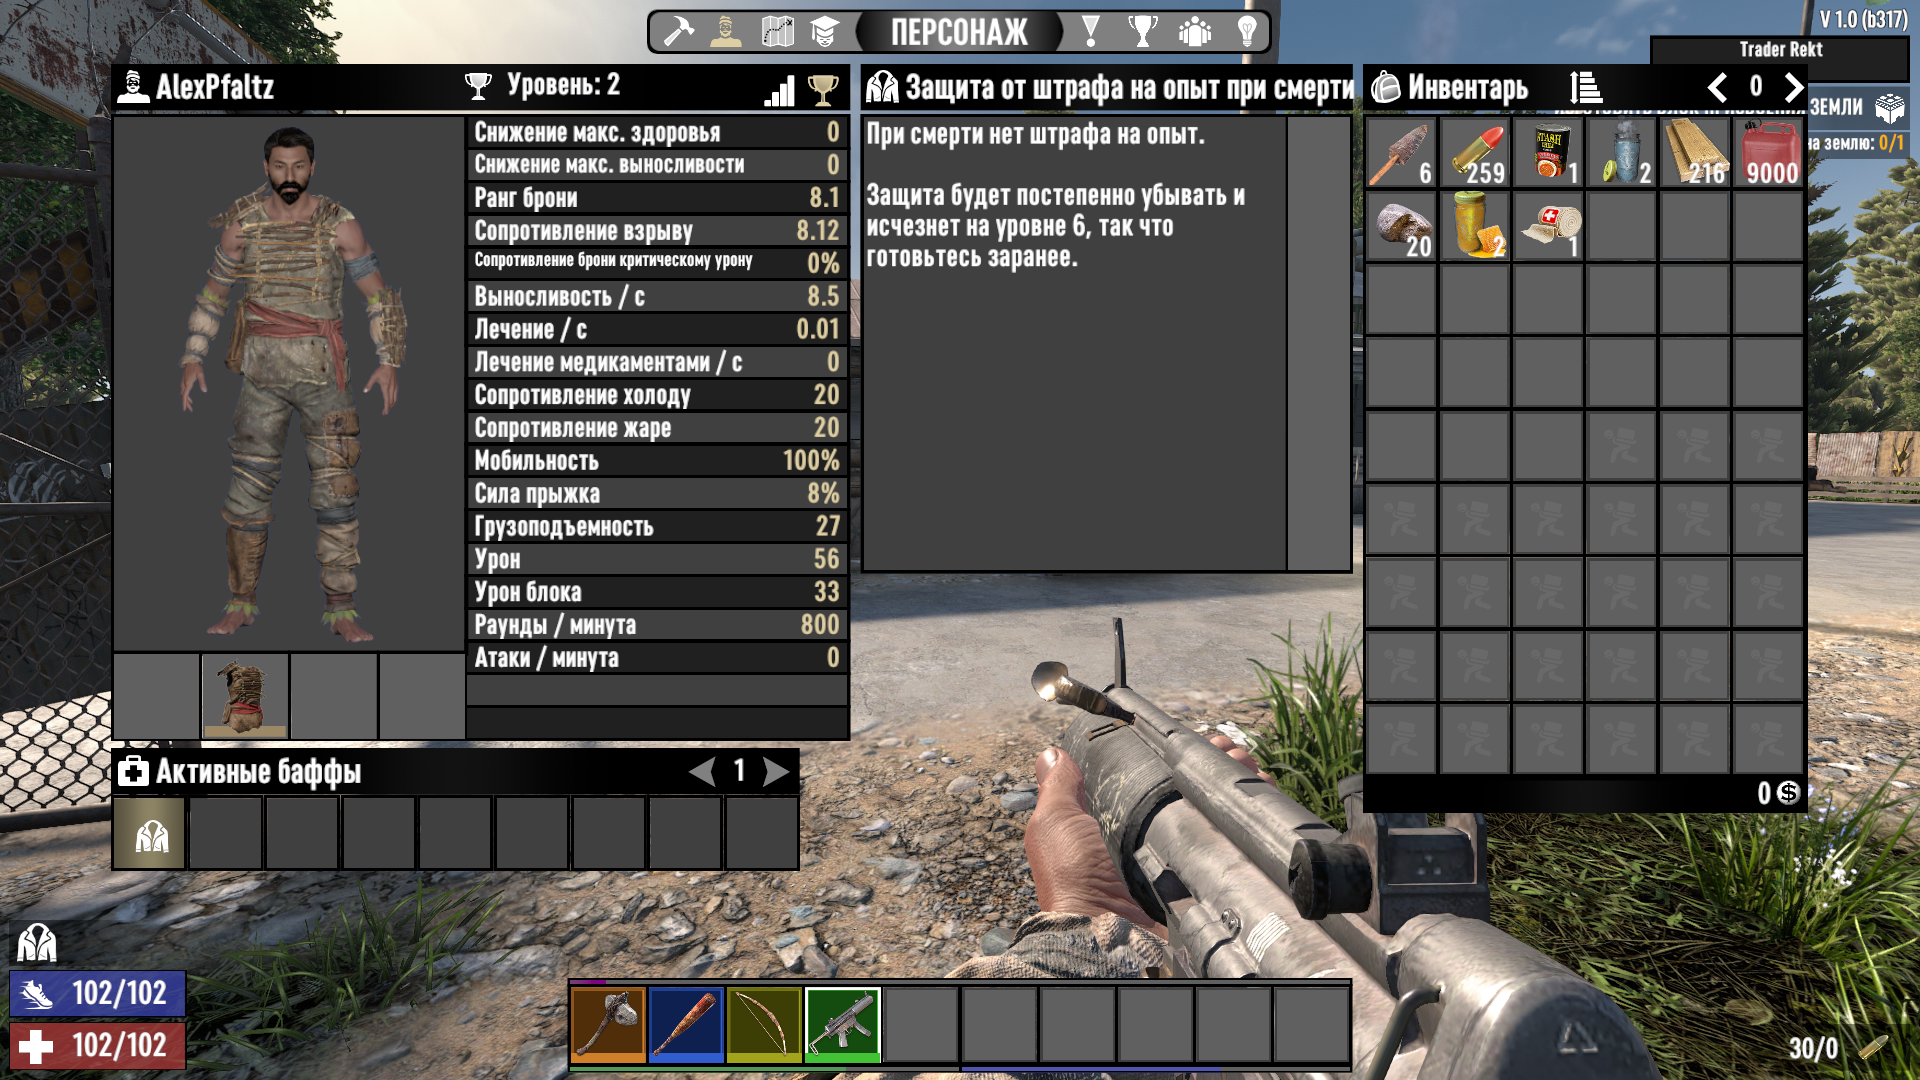 ПЕРСОНАЖ
V 1.0 (b317)
Trader Rekt
ЗЕМЛИ
на землю: 0/1
AlexPfaltz
Уровень: 2
Снижение макс. здоровья 0
Снижение макс. выносливости 0
Ранг брони 8.1
Сопротивление взрыву 8.12
Сопротивление брони критическому урону 0%
Выносливость / с 8.5
Лечение / с 0.01
Лечение медикаментами / с 0
Сопротивление холоду 20
Сопротивление жаре 20
Мобильность 100%
Сила прыжка 8%
Грузоподъемность 27
Урон 56
Урон блока 33
Раунды / минута 800
Атаки / минута 0
Активные баффы
1
Защита от штрафа на опыт при смерти
При смерти нет штрафа на опыт.
Защита будет постепенно убывать и
исчезнет на уровне 6, так что
готовьтесь заранее.
Инвентарь
0
6 259 1 2 216 9000
20 2 1
0
102/102
102/102
30/0